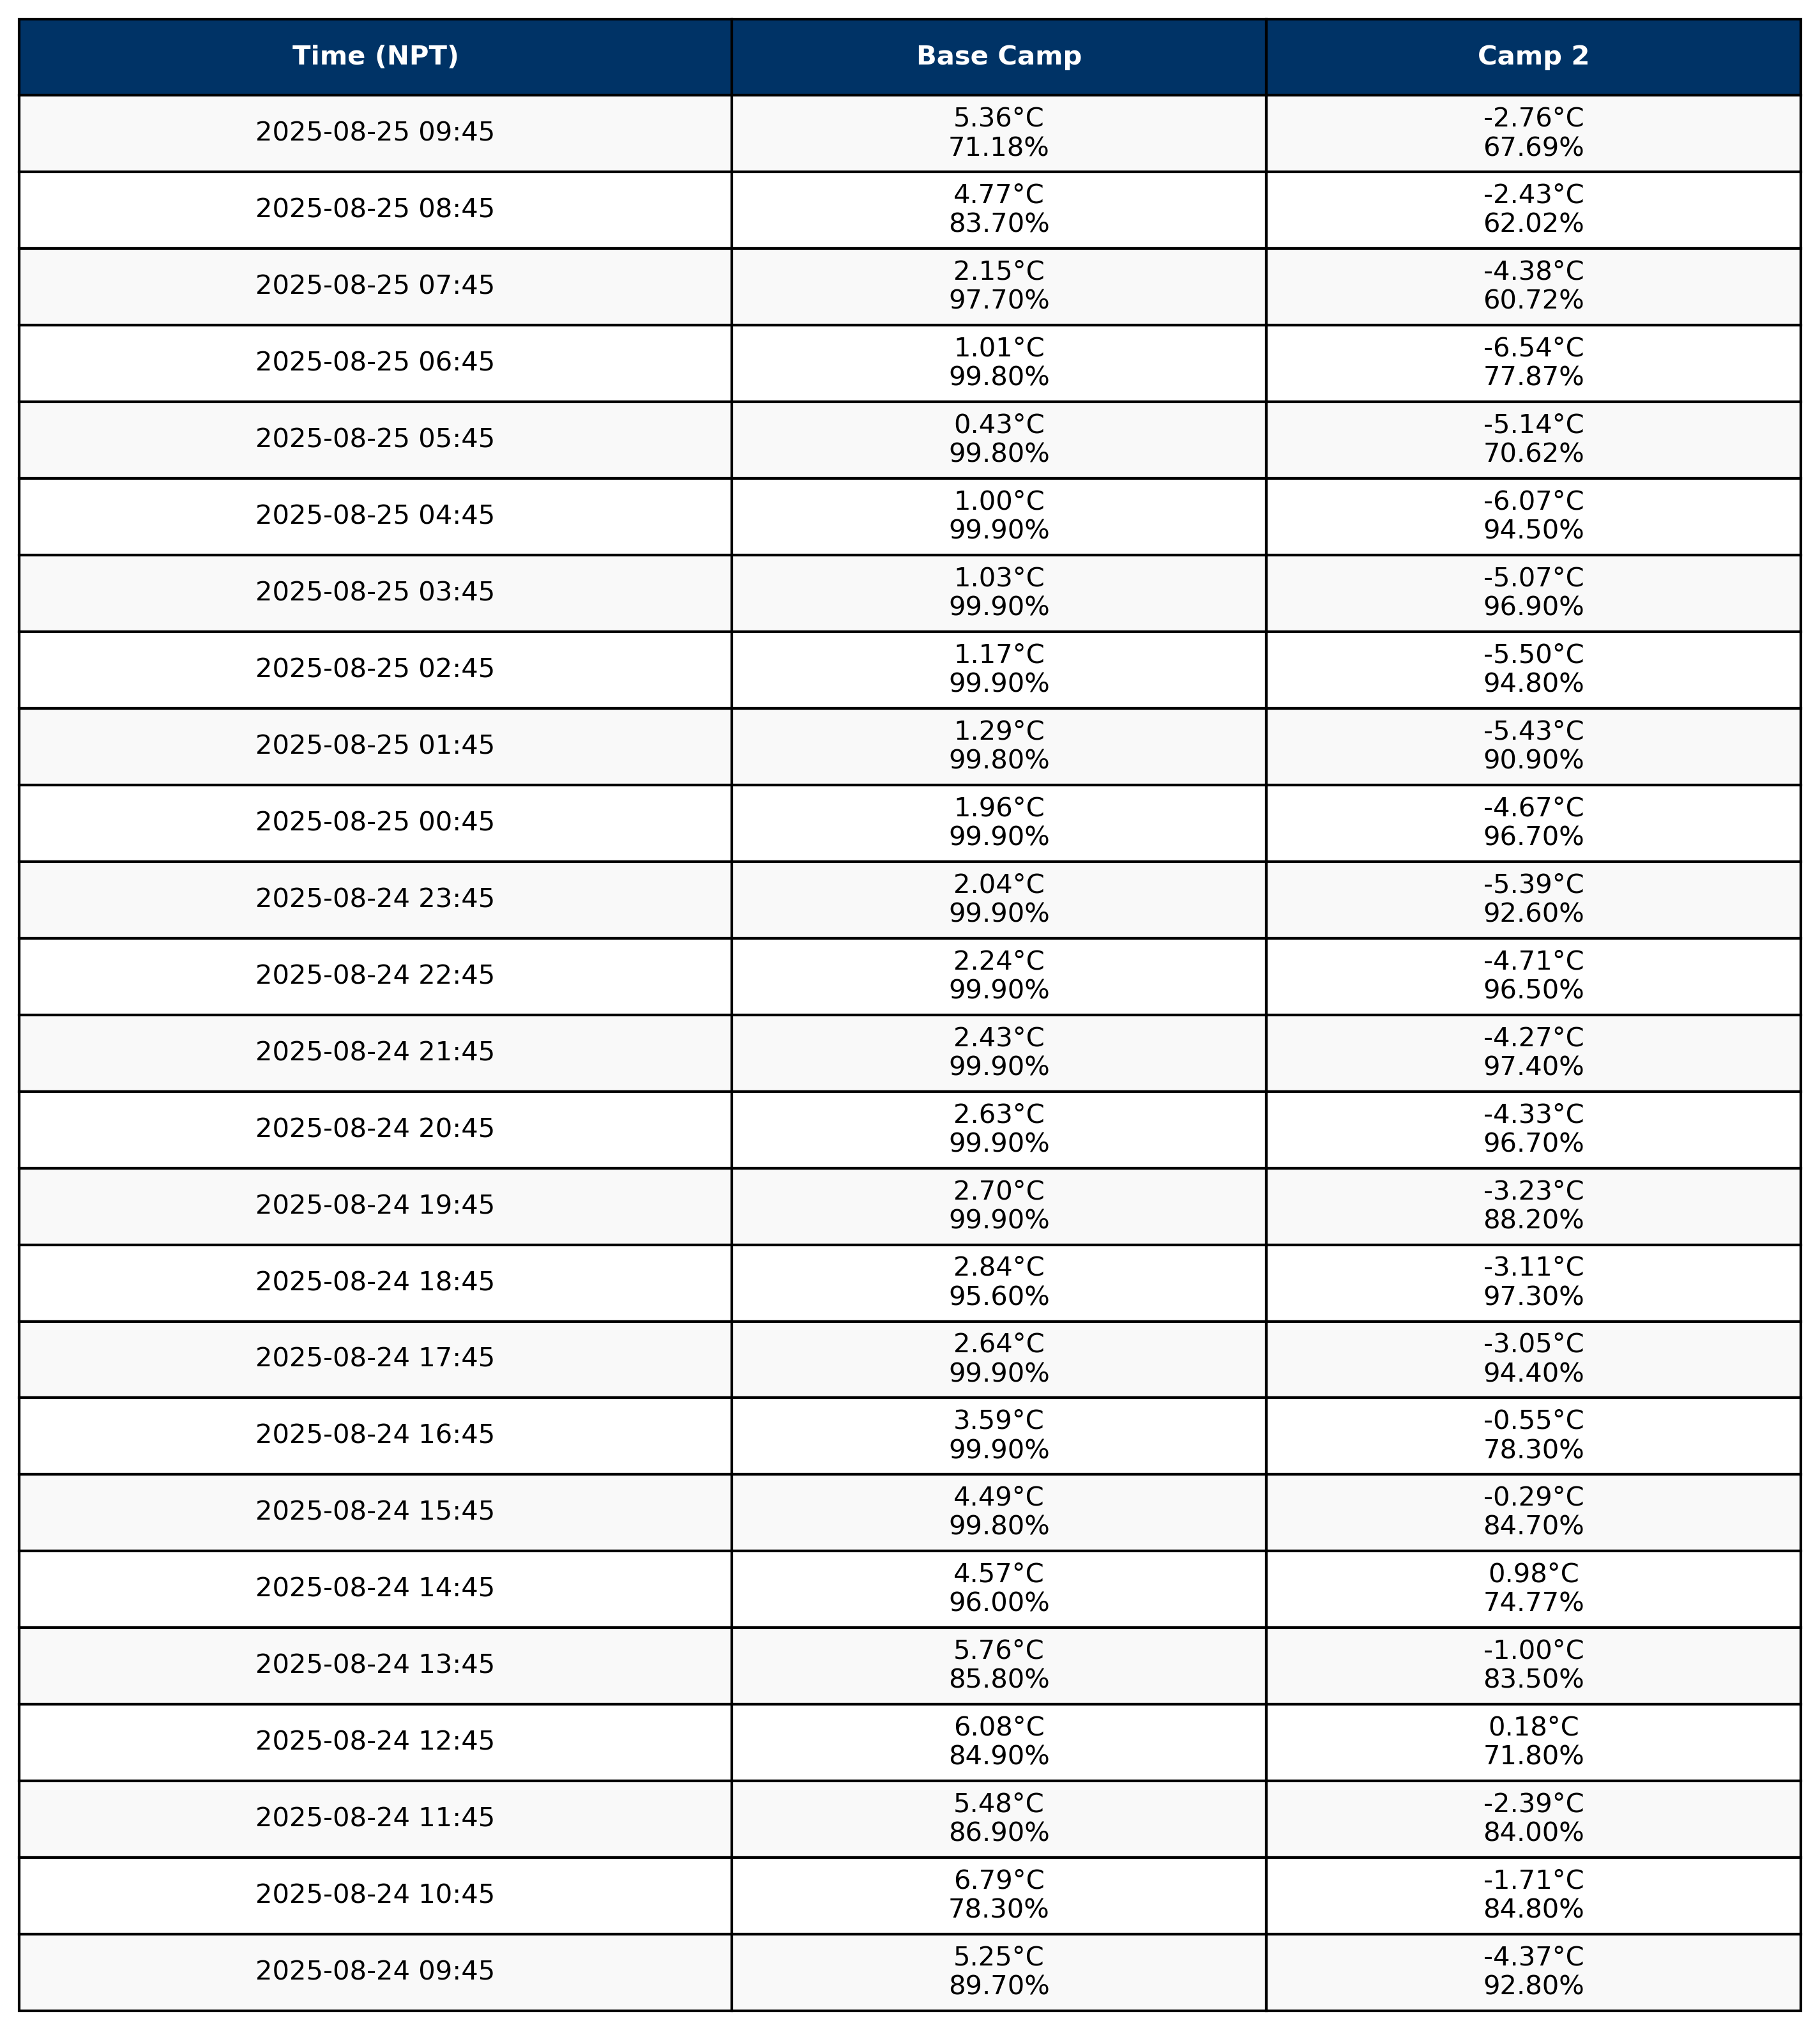 Time (NPT) Base Camp Camp 2
2025-08-25 09:45 5.36°C -2.76°C
71.18% 67.69%
2025-08-25 08:45 4.77°C -2.43°C
83.70% 62.02%
2025-08-25 07:45 2.15°C -4.38°C
97.70% 60.72%
2025-08-25 06:45 1.01°C -6.54°C
99.80% 77.87%
2025-08-25 05:45 0.43°C -5.14°C
99.80% 70.62%
2025-08-25 04:45 1.00°C -6.07°C
99.90% 94.50%
2025-08-25 03:45 1.03°C -5.07°C
99.90% 96.90%
2025-08-25 02:45 1.17°C -5.50°C
99.90% 94.80%
2025-08-25 01:45 1.29°C -5.43°C
99.80% 90.90%
2025-08-25 00:45 1.96°C -4.67°C
99.90% 96.70%
2025-08-24 23:45 2.04°C -5.39°C
99.90% 92.60%
2025-08-24 22:45 2.24°C -4.71°C
99.90% 96.50%
2025-08-24 21:45 2.43°C -4.27°C
99.90% 97.40%
2025-08-24 20:45 2.63°C -4.33°C
99.90% 96.70%
2025-08-24 19:45 2.70°C -3.23°C
99.90% 88.20%
2025-08-24 18:45 2.84°C -3.11°C
95.60% 97.30%
2025-08-24 17:45 2.64°C -3.05°C
99.90% 94.40%
2025-08-24 16:45 3.59°C -0.55°C
99.90% 78.30%
2025-08-24 15:45 4.49°C -0.29°C
99.80% 84.70%
2025-08-24 14:45 4.57°C 0.98°C
96.00% 74.77%
2025-08-24 13:45 5.76°C -1.00°C
85.80% 83.50%
2025-08-24 12:45 6.08°C 0.18°C
84.90% 71.80%
2025-08-24 11:45 5.48°C -2.39°C
86.90% 84.00%
2025-08-24 10:45 6.79°C -1.71°C
78.30% 84.80%
2025-08-24 09:45 5.25°C -4.37°C
89.70% 92.80%